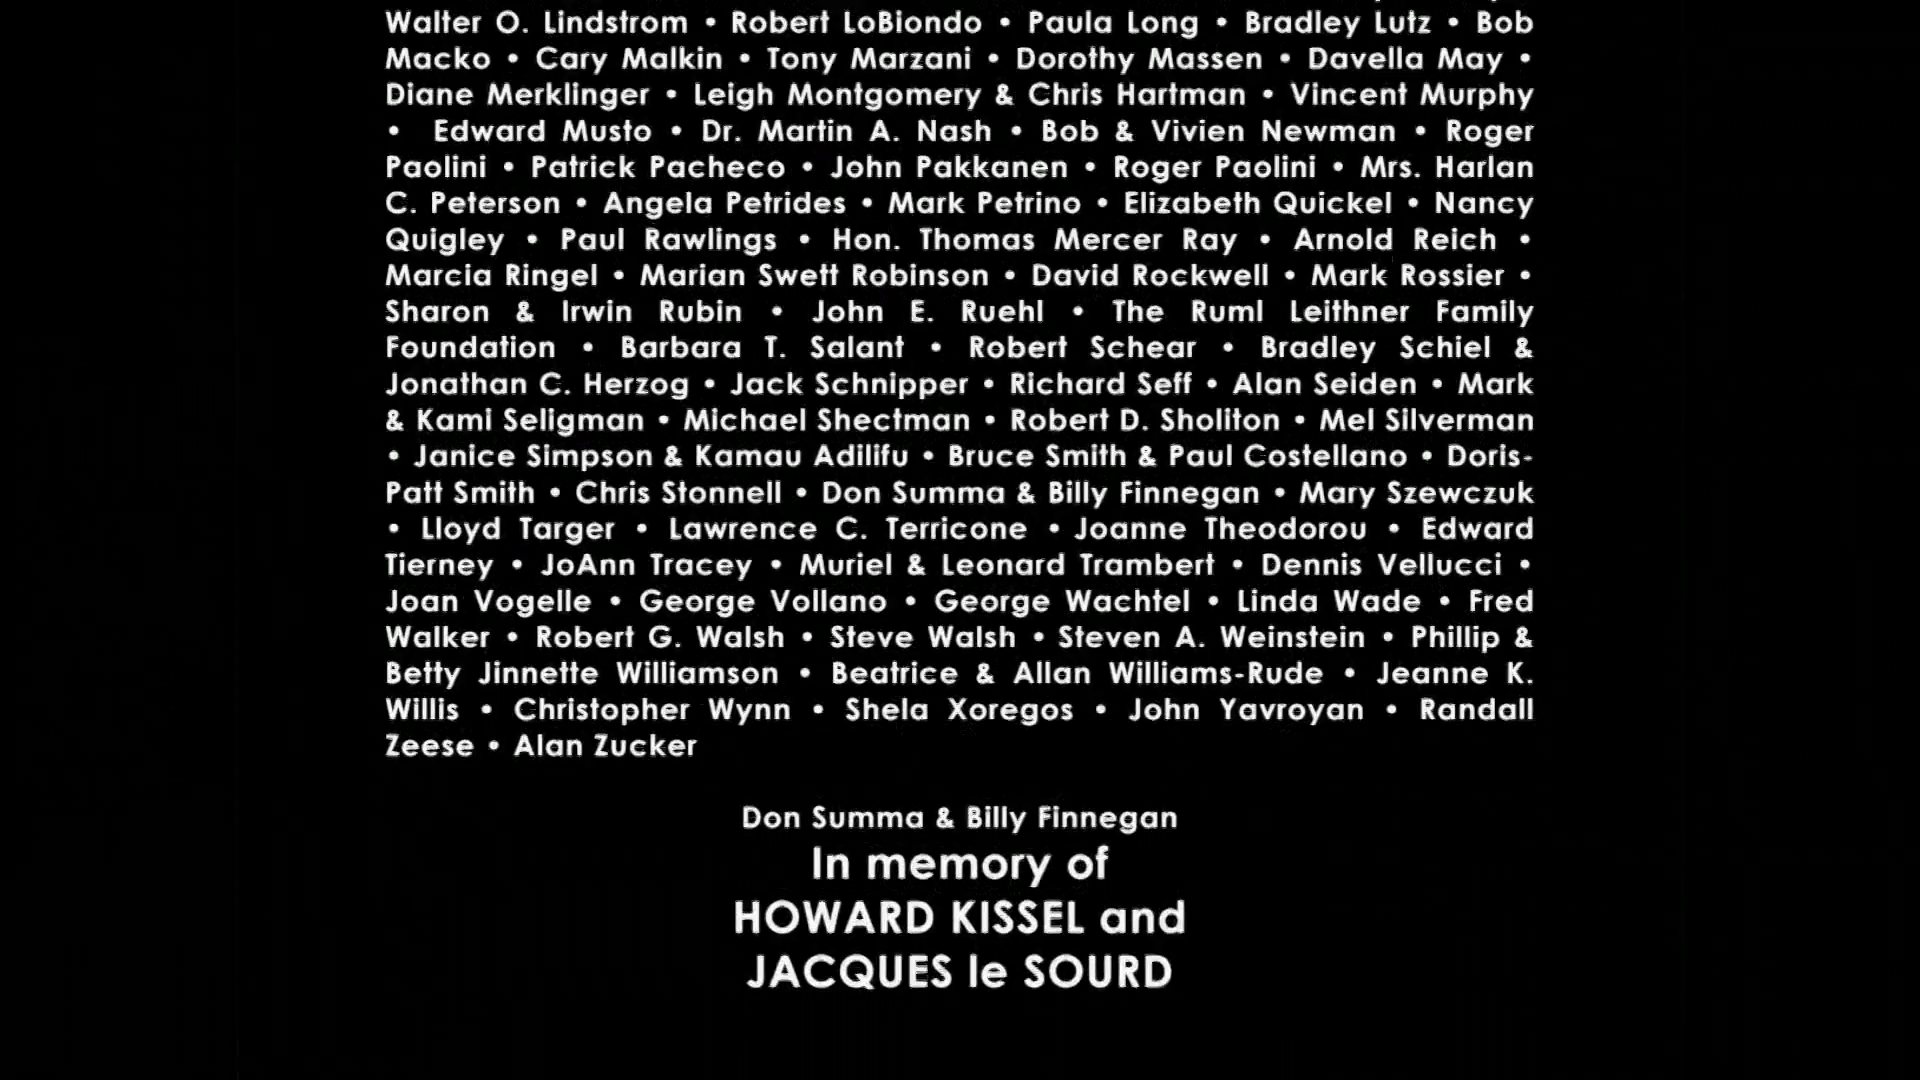 Walter O. Lindstrom • Robert LoBiondo • Paula Long • Bradley Lutz • Bob
Macko • Cary Malkin • Tony Marzani • Dorothy Massen • Davella May •
Diane Merklinger • Leigh Montgomery & Chris Hartman • Vincent Murphy
• Edward Musto • Dr. Martin A. Nash • Bob & Vivien Newman • Roger
Paolini • Patrick Pacheco • John Pakkanen • Roger Paolini • Mrs. Harlan
C. Peterson • Angela Petrides • Mark Petrino • Elizabeth Quickel • Nancy
Quigley • Paul Rawlings • Hon. Thomas Mercer Ray • Arnold Reich •
Marcia Ringel • Marian Swett Robinson • David Rockwell • Mark Rossier •
Sharon & Irwin Rubin • John E. Ruehl • The Ruml Leithner Family
Foundation • Barbara T. Salant • Robert Schear • Bradley Schiel &
Jonathan C. Herzog • Jack Schnipper • Richard Seff • Alan Seiden • Mark
& Kami Seligman • Michael Shectman • Robert D. Sholiton • Mel Silverman
• Janice Simpson & Kamau Adilifu • Bruce Smith & Paul Costellano • Doris-
Patt Smith • Chris Stonnell • Don Summa & Billy Finnegan • Mary Szewczuk
• Lloyd Targer • Lawrence C. Terricone • Joanne Theodorou • Edward
Tierney • JoAnn Tracey • Muriel & Leonard Trambert • Dennis Vellucci •
Joan Vogelle • George Vollano • George Wachtel • Linda Wade • Fred
Walker • Robert G. Walsh • Steve Walsh • Steven A. Weinstein • Phillip &
Betty Jinnette Williamson • Beatrice & Allan Williams-Rude • Jeanne K.
Willis • Christopher Wynn • Shela Xoregos • John Yavroyan • Randall
Zeese • Alan Zucker
Don Summa & Billy Finnegan
In memory of
HOWARD KISSEL and
JACQUES le SOURD